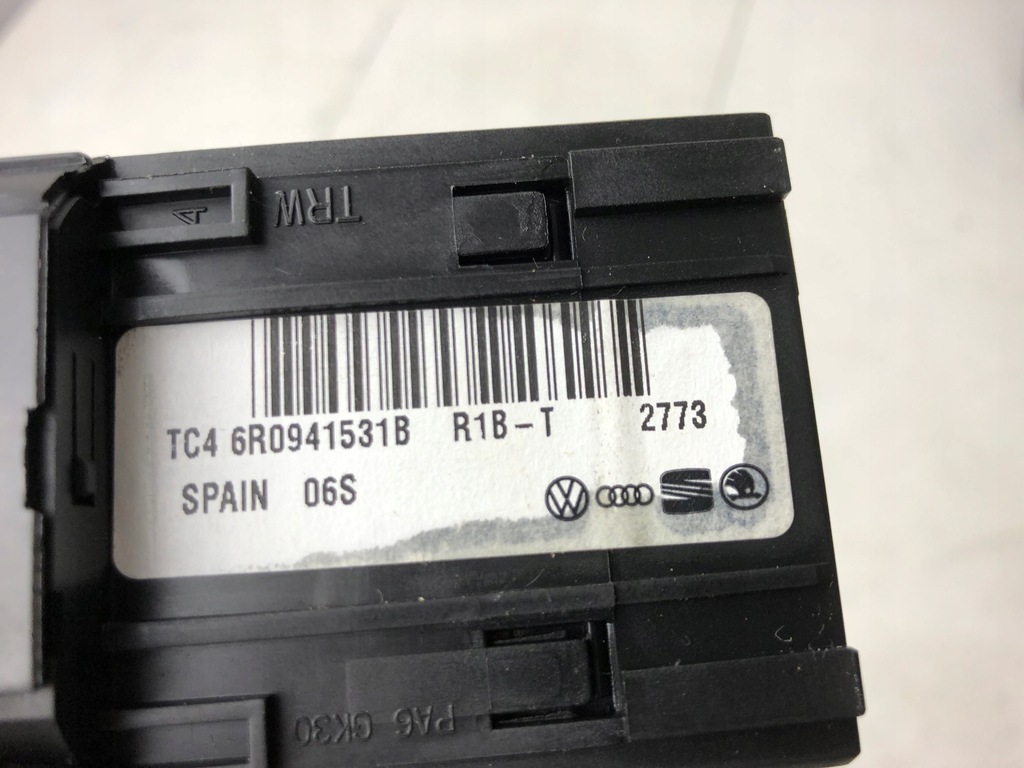 TRW
TC4 6R0941531B R1B-T 2773
SPAIN 06S
PA6 GK30